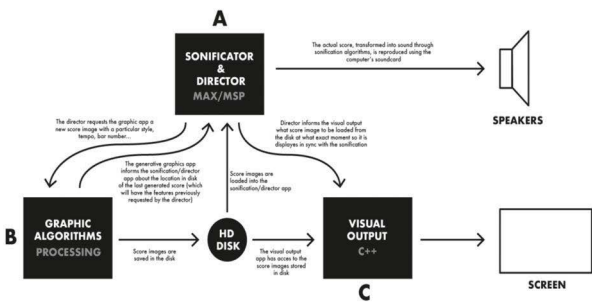 A
SONIFICATOR
&
DIRECTOR
MAX/MSP
The actual score, transformed into sound through
sonification algorithms, is reproduced using the
computer's soundcard
SPEAKERS
The director requests the graphic app a
new score image with a particular style,
tempo, bar number...
Director informs the visual output
what score image to be loaded from
the disk at what exact moment so it is
displayes in sync with the sonification
The generative graphics app
informs the sonification/director
app about the location in disk
of the last generated score (which
will have the features previously
requested by the director)
Score images are
loaded into the
sonification/director app
B
GRAPHIC
ALGORITHMS
PROCESSING
Score images are
saved in the disk
HD
DISK
The visual output
app has acces to the
score images stored
in disk
VISUAL
OUTPUT
C++
C
SCREEN